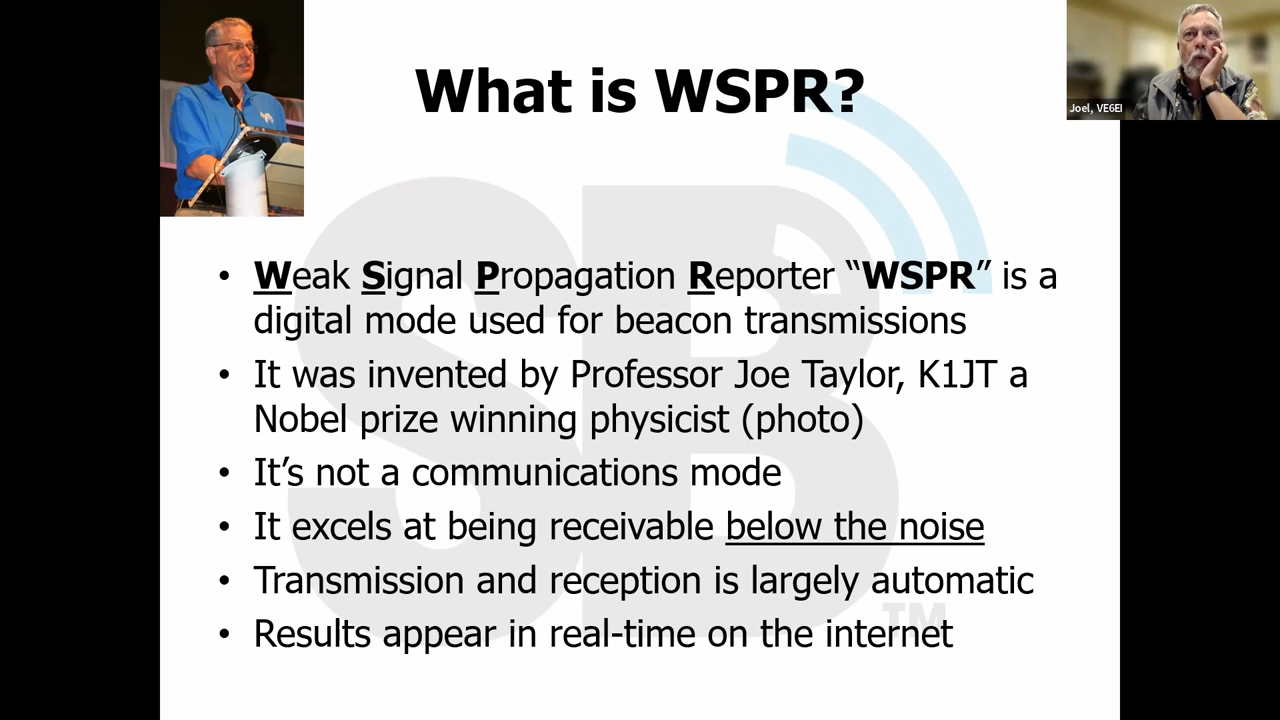 What is WSPR?
Joel, VE6EI
• Weak Signal Propagation Reporter “WSPR” is a
digital mode used for beacon transmissions
• It was invented by Professor Joe Taylor, K1JT a
Nobel prize winning physicist (photo)
• It’s not a communications mode
• It excels at being receivable below the noise
• Transmission and reception is largely automatic
• Results appear in real-time on the internet
SB
TM